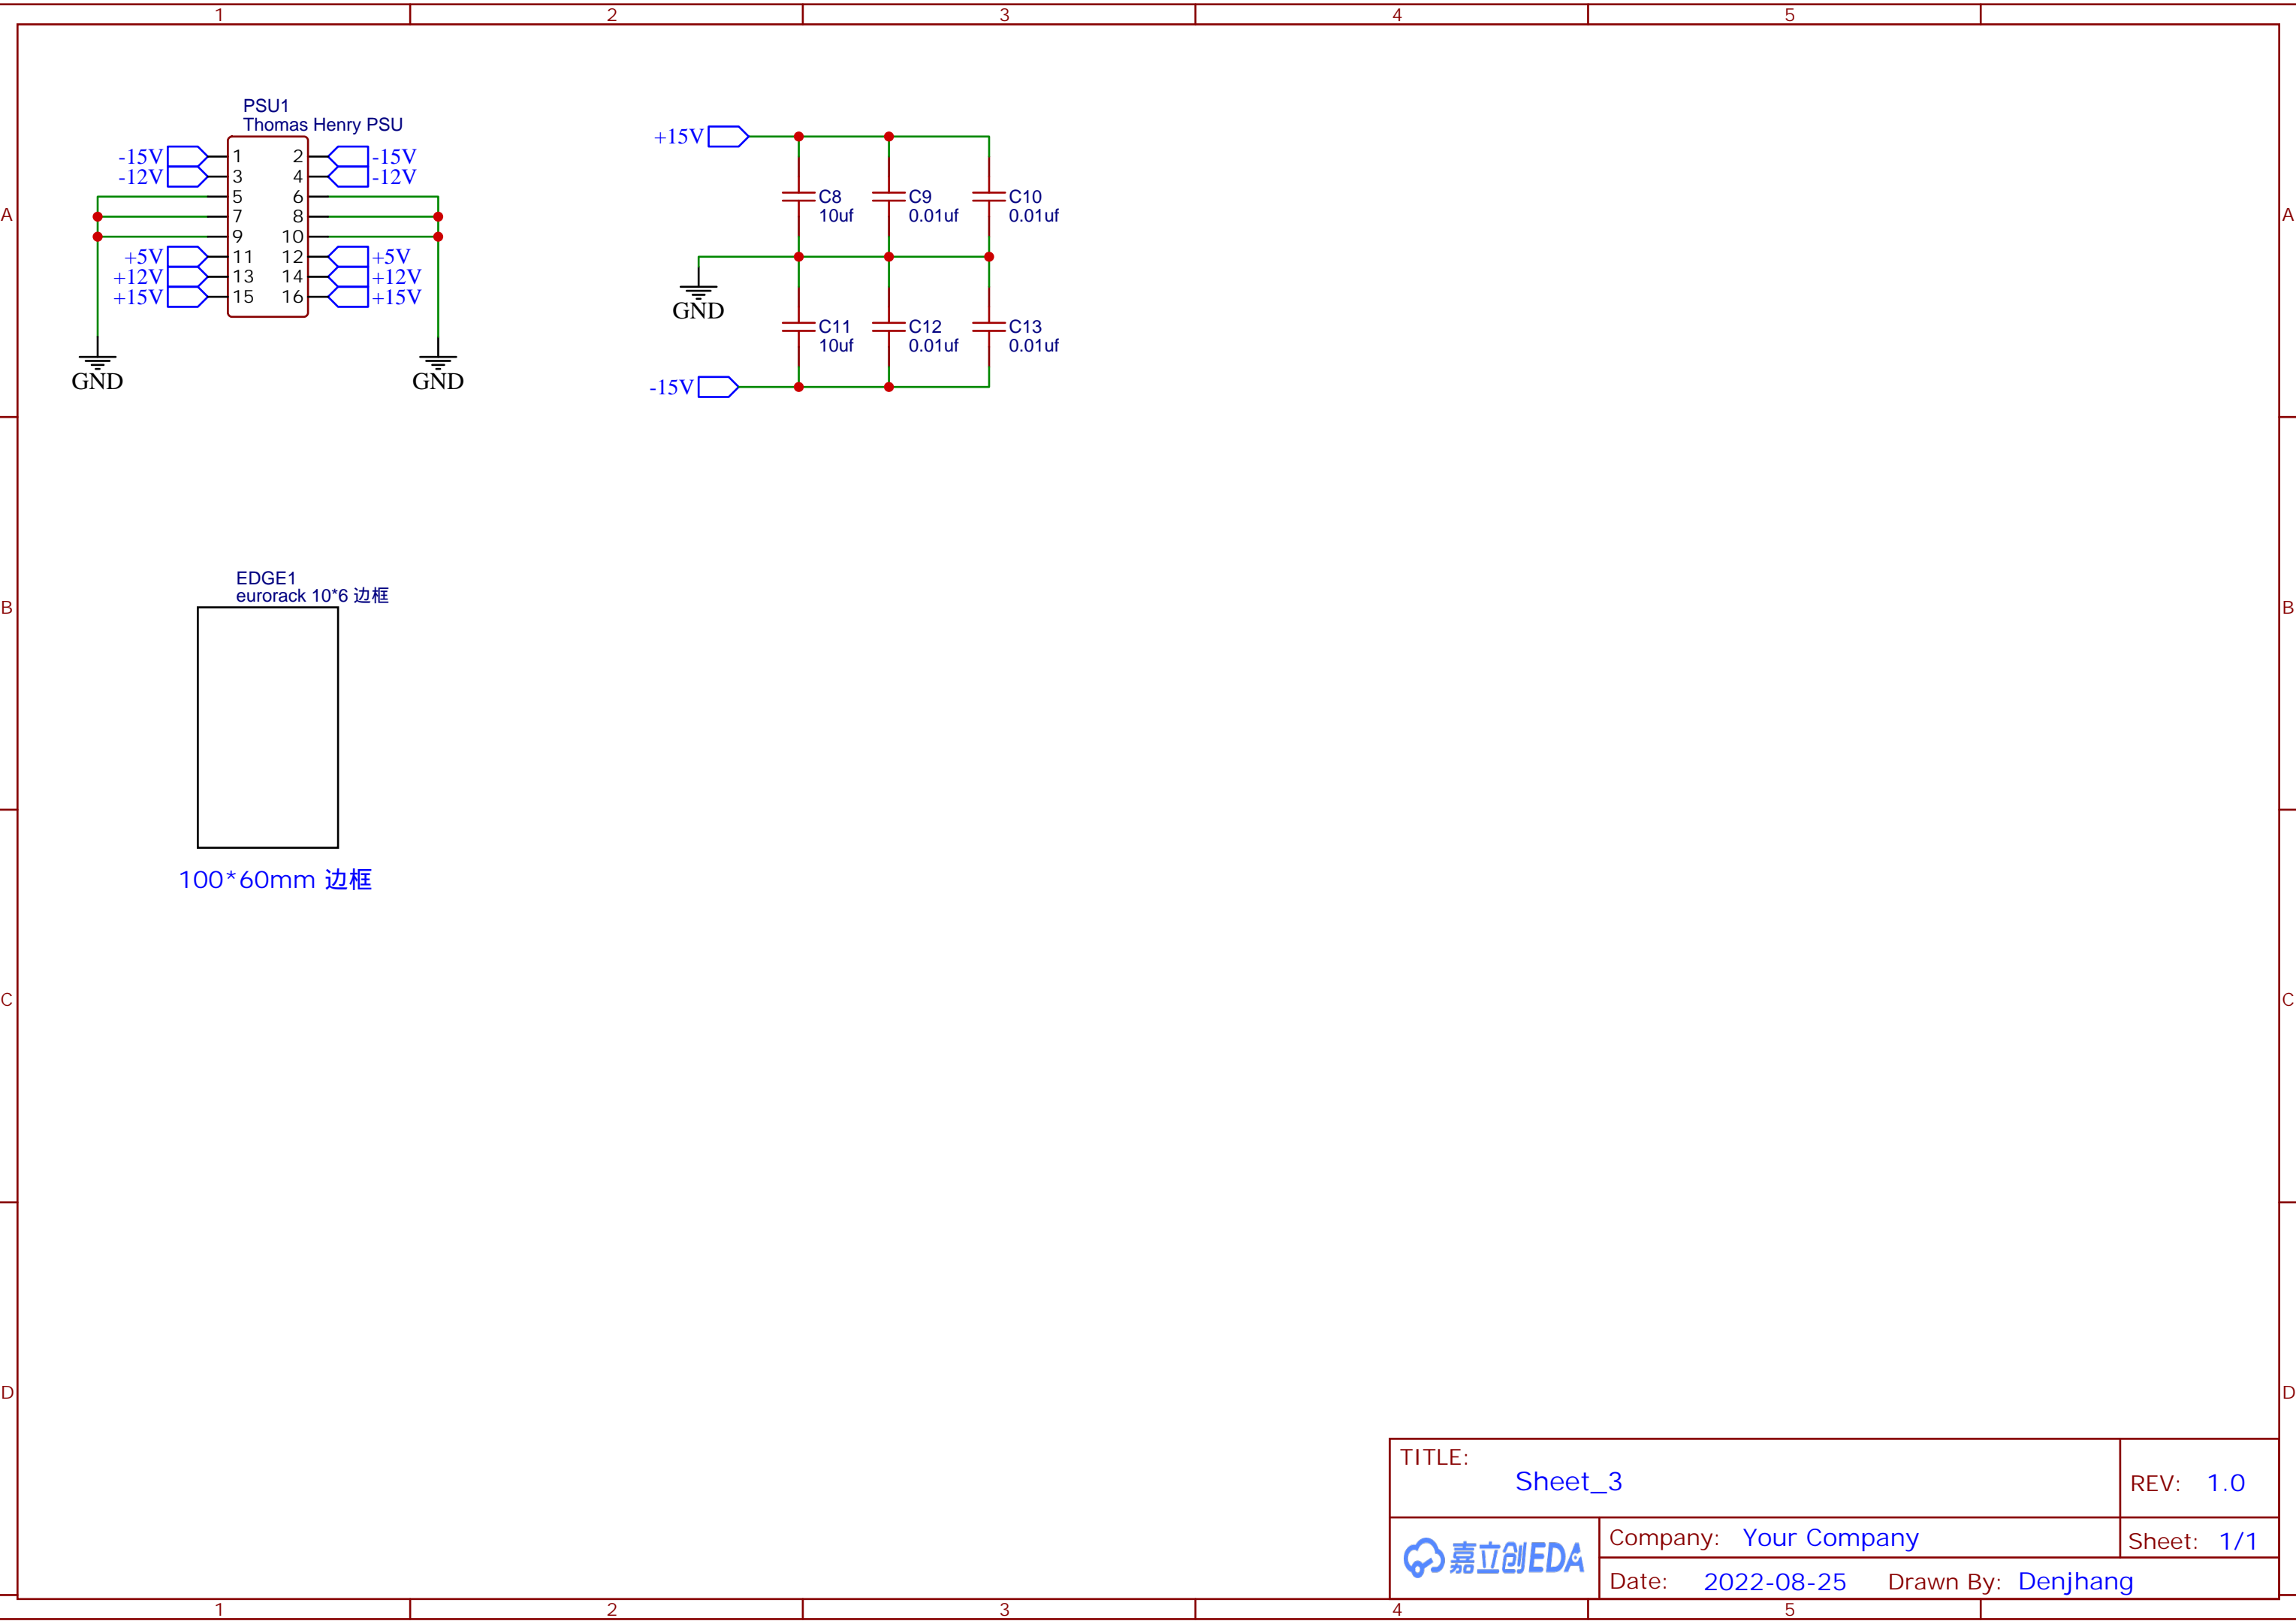 1 2 3 4 5
A A
B B
C C
D D
PSU1
Thomas Henry PSU
-15V 1 2 -15V
-12V 3 4 -12V
5 6
7 8
9 10
+5V 11 12 +5V
+12V 13 14 +12V
+15V 15 16 +15V
GND GND
+15V
C8 C9 C10
10uf 0.01uf 0.01uf
GND
C11 C12 C13
10uf 0.01uf 0.01uf
-15V
EDGE1
eurorack 10*6 边框
100*60mm 边框
TITLE:
Sheet_3
REV: 1.0
嘉立创EDA
Company: Your Company
Sheet: 1/1
Date: 2022-08-25 Drawn By: Denjhang
1 2 3 4 5